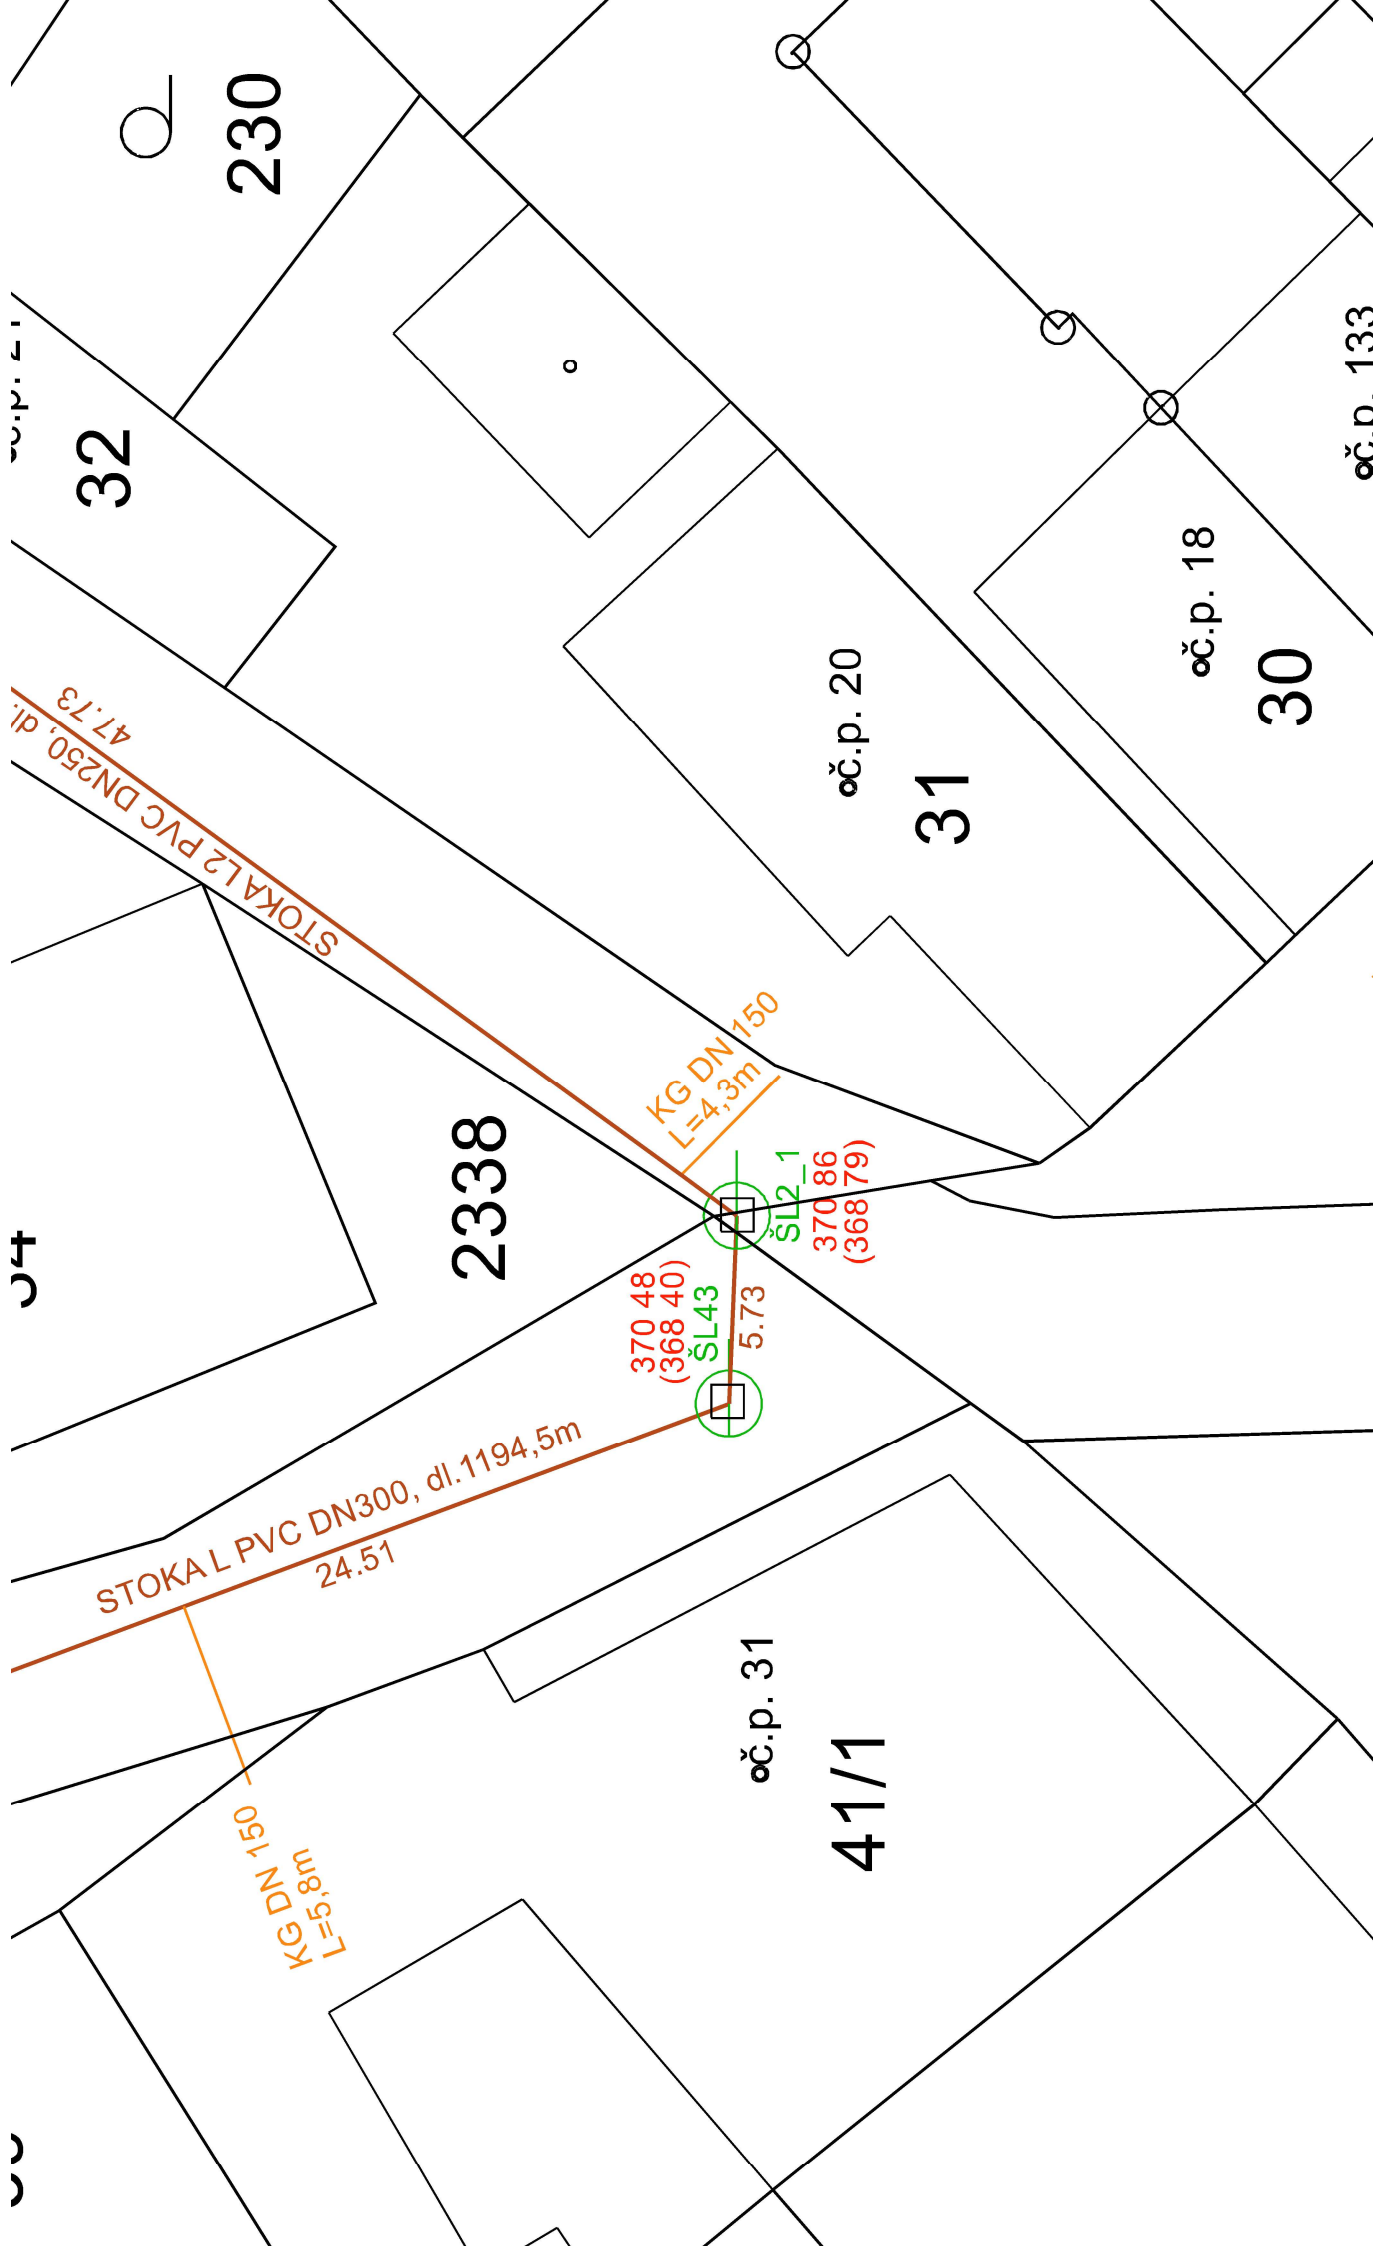 230
32
47.73
STOKA L2 PVC DN250, dl.
č.p. 20
31
č.p. 18
30
č.p. 133
KG DN 150
L=4,3m
2338
ŠL2_1
370 86
(368 79)
370 48
(368 40)
ŠL43
5.73
STOKA L PVC DN300, dl.1194,5m
24.51
KG DN 150
L=5,8m
č.p. 31
41/1